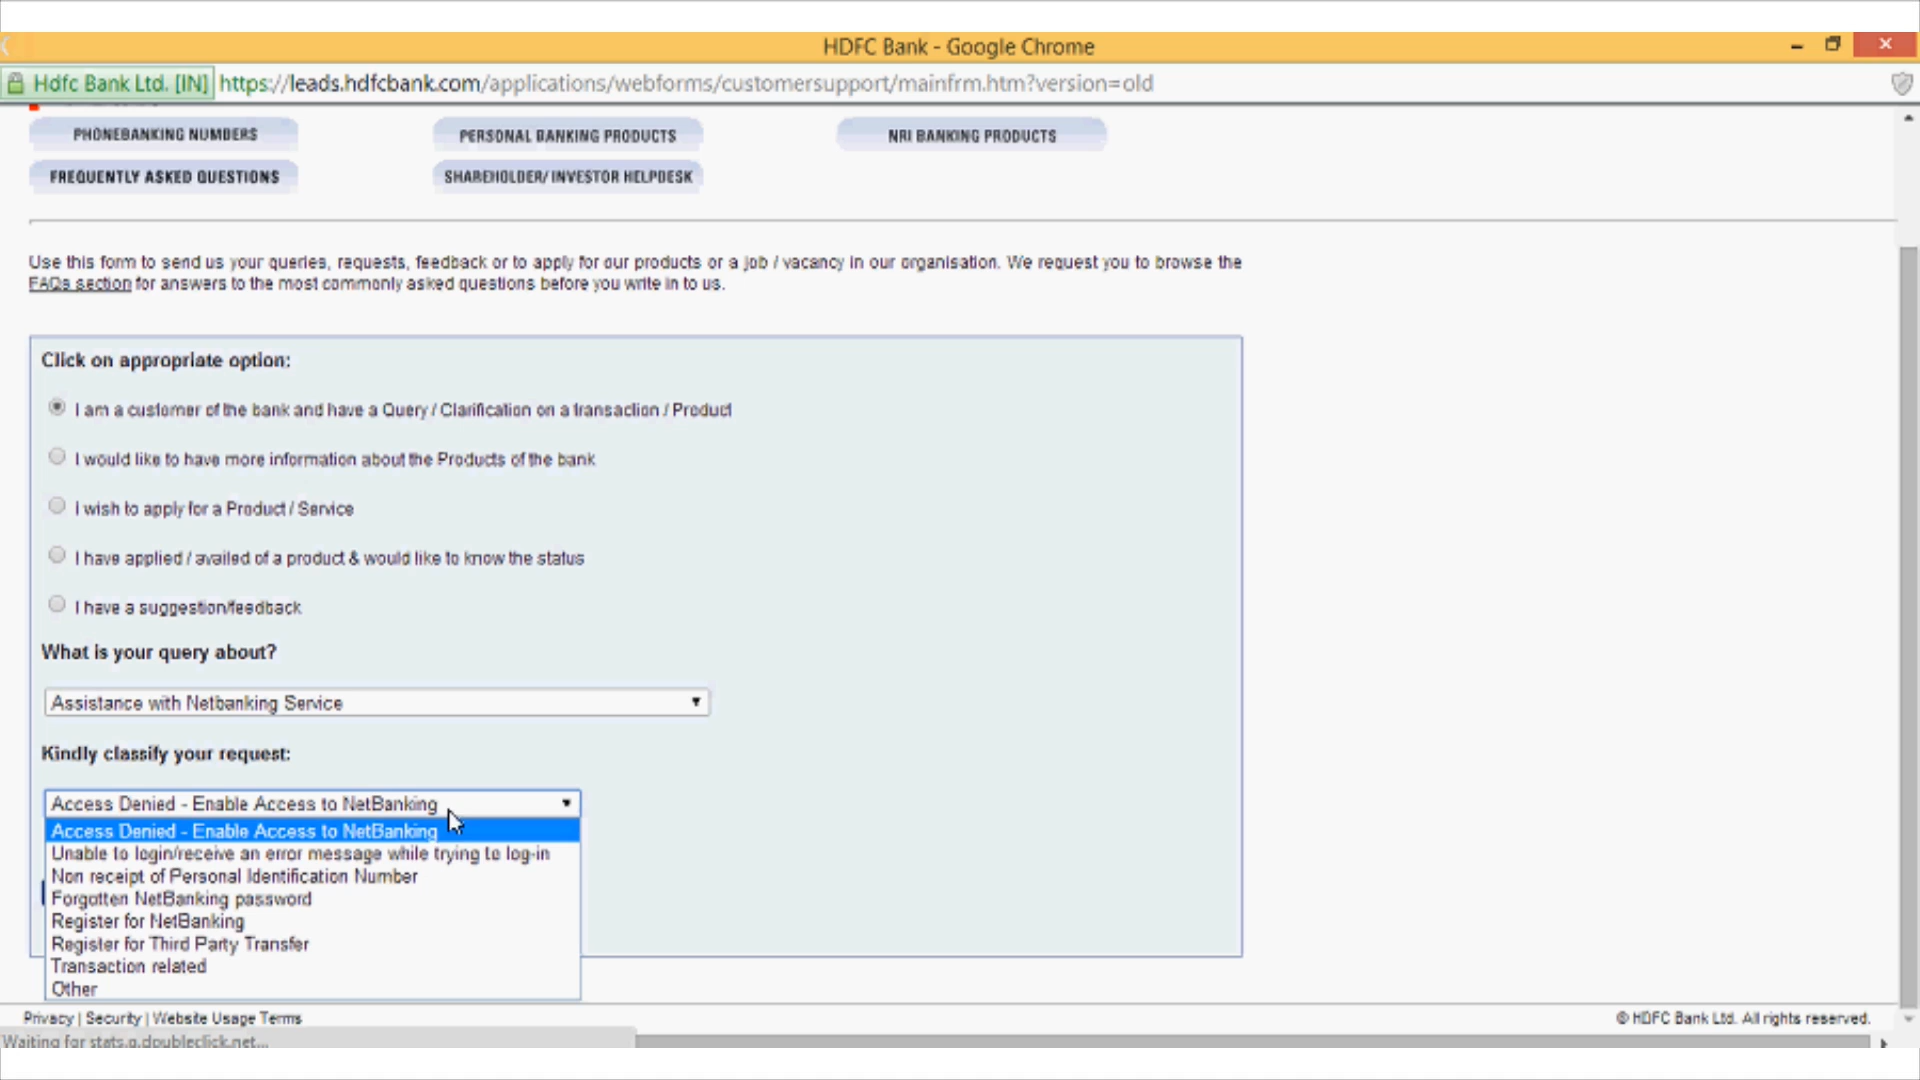 HDFC Bank - Google Chrome
Hdfc Bank Ltd. [IN] https://leads.hdfcbank.com/applications/webforms/customersupport/mainfrm.htm?version=old
PHONEBANKING NUMBERS PERSONAL BANKING PRODUCTS NRI BANKING PRODUCTS
FREQUENTLY ASKED QUESTIONS SHAREHOLDER/ INVESTOR HELPDESK
Use this form to send us your queries, requests, feedback or to apply for our products or a job / vacancy in our organisation. We request you to browse the
FAQs section for answers to the most commonly asked questions before you write in to us.
Click on appropriate option:
I am a customer of the bank and have a Query / Clarification on a transaction / Product
I would like to have more information about the Products of the bank
I wish to apply for a Product / Service
I have applied / availed of a product & would like to know the status
I have a suggestion/feedback
What is your query about?
Assistance with Netbanking Service
Kindly classify your request:
Access Denied - Enable Access to NetBanking
Access Denied - Enable Access to NetBanking
Unable to login/receive an error message while trying to log-in
Non receipt of Personal Identification Number
Forgotten NetBanking password
Register for NetBanking
Register for Third Party Transfer
Transaction related
Other
Privacy | Security | Website Usage Terms © HDFC Bank Ltd. All rights reserved.
Waiting for stats.g.doubleclick.net...